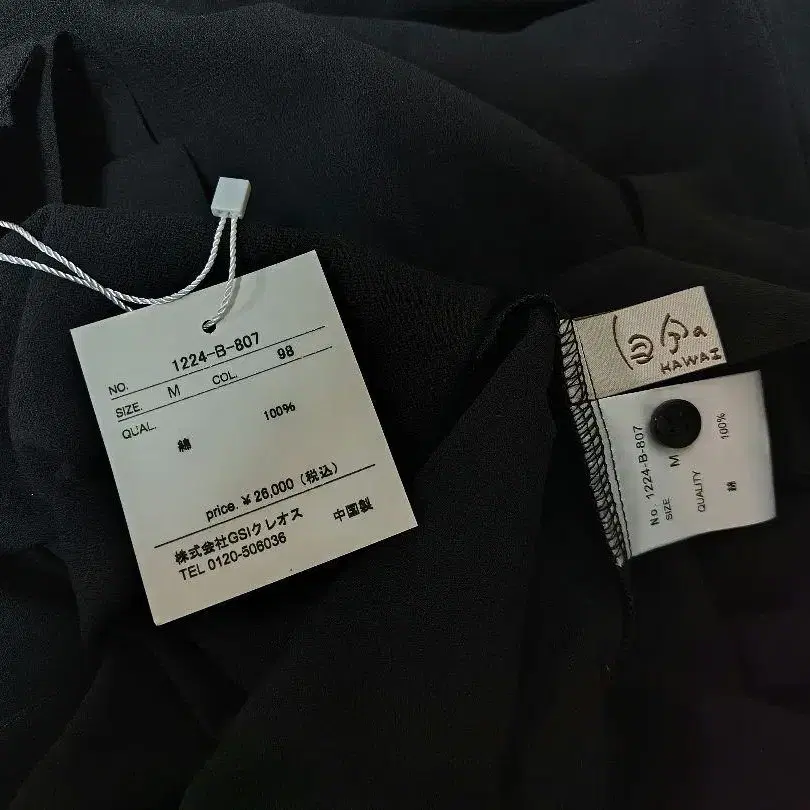 NO. 1224-B-807
SIZE. M COL. 98
QUAL.
綿 100%
price. ¥26,000 (税込)
株式会社GSIクレオス 中国製
TEL 0120-506036
KAWAI
No 1224-B-807
SIZE M
QUALITY
綿 100%